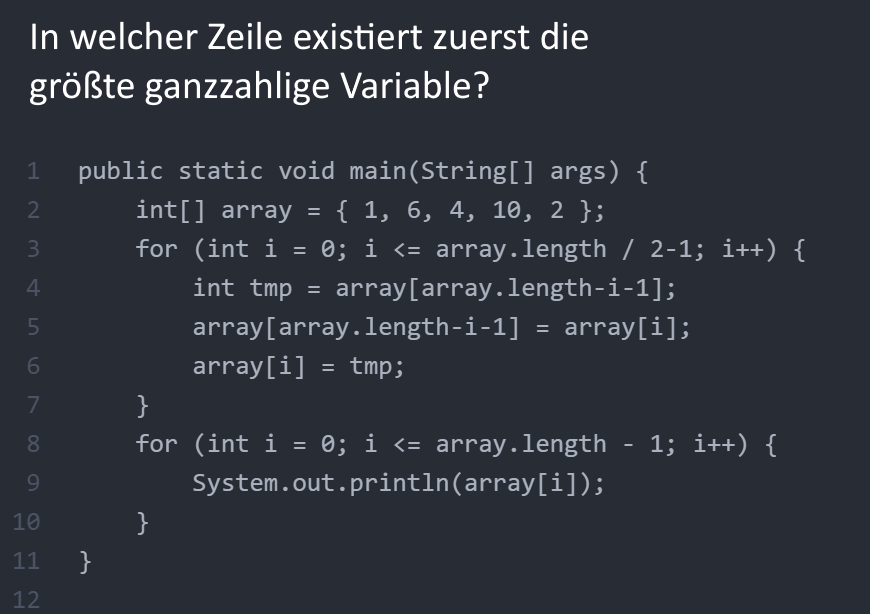 In welcher Zeile existiert zuerst die
größte ganzzahlige Variable?
1 public static void main(String[] args) {
2 int[] array = { 1, 6, 4, 10, 2 };
3 for (int i = 0; i <= array.length / 2-1; i++) {
4 int tmp = array[array.length-i-1];
5 array[array.length-i-1] = array[i];
6 array[i] = tmp;
7 }
8 for (int i = 0; i <= array.length - 1; i++) {
9 System.out.println(array[i]);
10 }
11 }
12